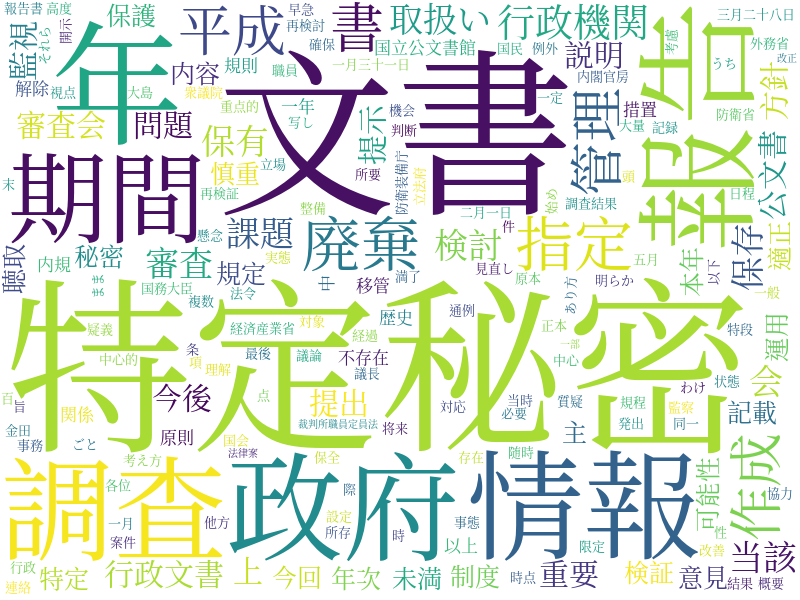 報告書
高度
保護
平成
書
早急
再検討
取扱い
行政機関
三月二十八日
考慮
外務省
監視
それら
開示
年
国立公文書館
国民
例外
説明
うち
改正
方針
解除
視点
大島
内容
規則
確保
職員
一月三十一日
内閣官房
報告
審査会
問題
衆議院
重点的
一年
写し
文書
機会
一定
措置
防衛省
判断
大量
記録
管理
公文書
保有
提示
期間
慎重
立場
所要
防衛装備庁
立法府
始め
頭
調査結果
日程
末
再検証
整備
二月一日
件
聴取
秘密
審査
課題
懸念
実態
廃棄
検討
指定
保存
本年
適正
五月
以下
内規
規定
中
満了
移管
見直し
原本
明らか
あり方
一般
まま
国務大臣
複数
法令
特定秘密
疑義
中心的
経済産業省
対象
経過
歴史
通例
正本
一部
特段
運用
条
項
理解
最後
議論
不存在
中心
百
旨
今後
点
議長
提出
当時
必要
わけ
状態
会
関係
質疑
規程
監察
記載
金田
事務
ごと
原則
国会
裁判所職員定員法
対応
将来
主
発出
同一
法律案
考え方
保全
存在
随時
作成
調査
政府
情報
可能性
各位
際
性
協力
一月
他方
設定
所存
時
事態
以上
限定
改善
案件
当該
行政
連絡
特定
行政文書
上
今回
年次
未満
制度
時点
重要
検証
意見
結果
概要